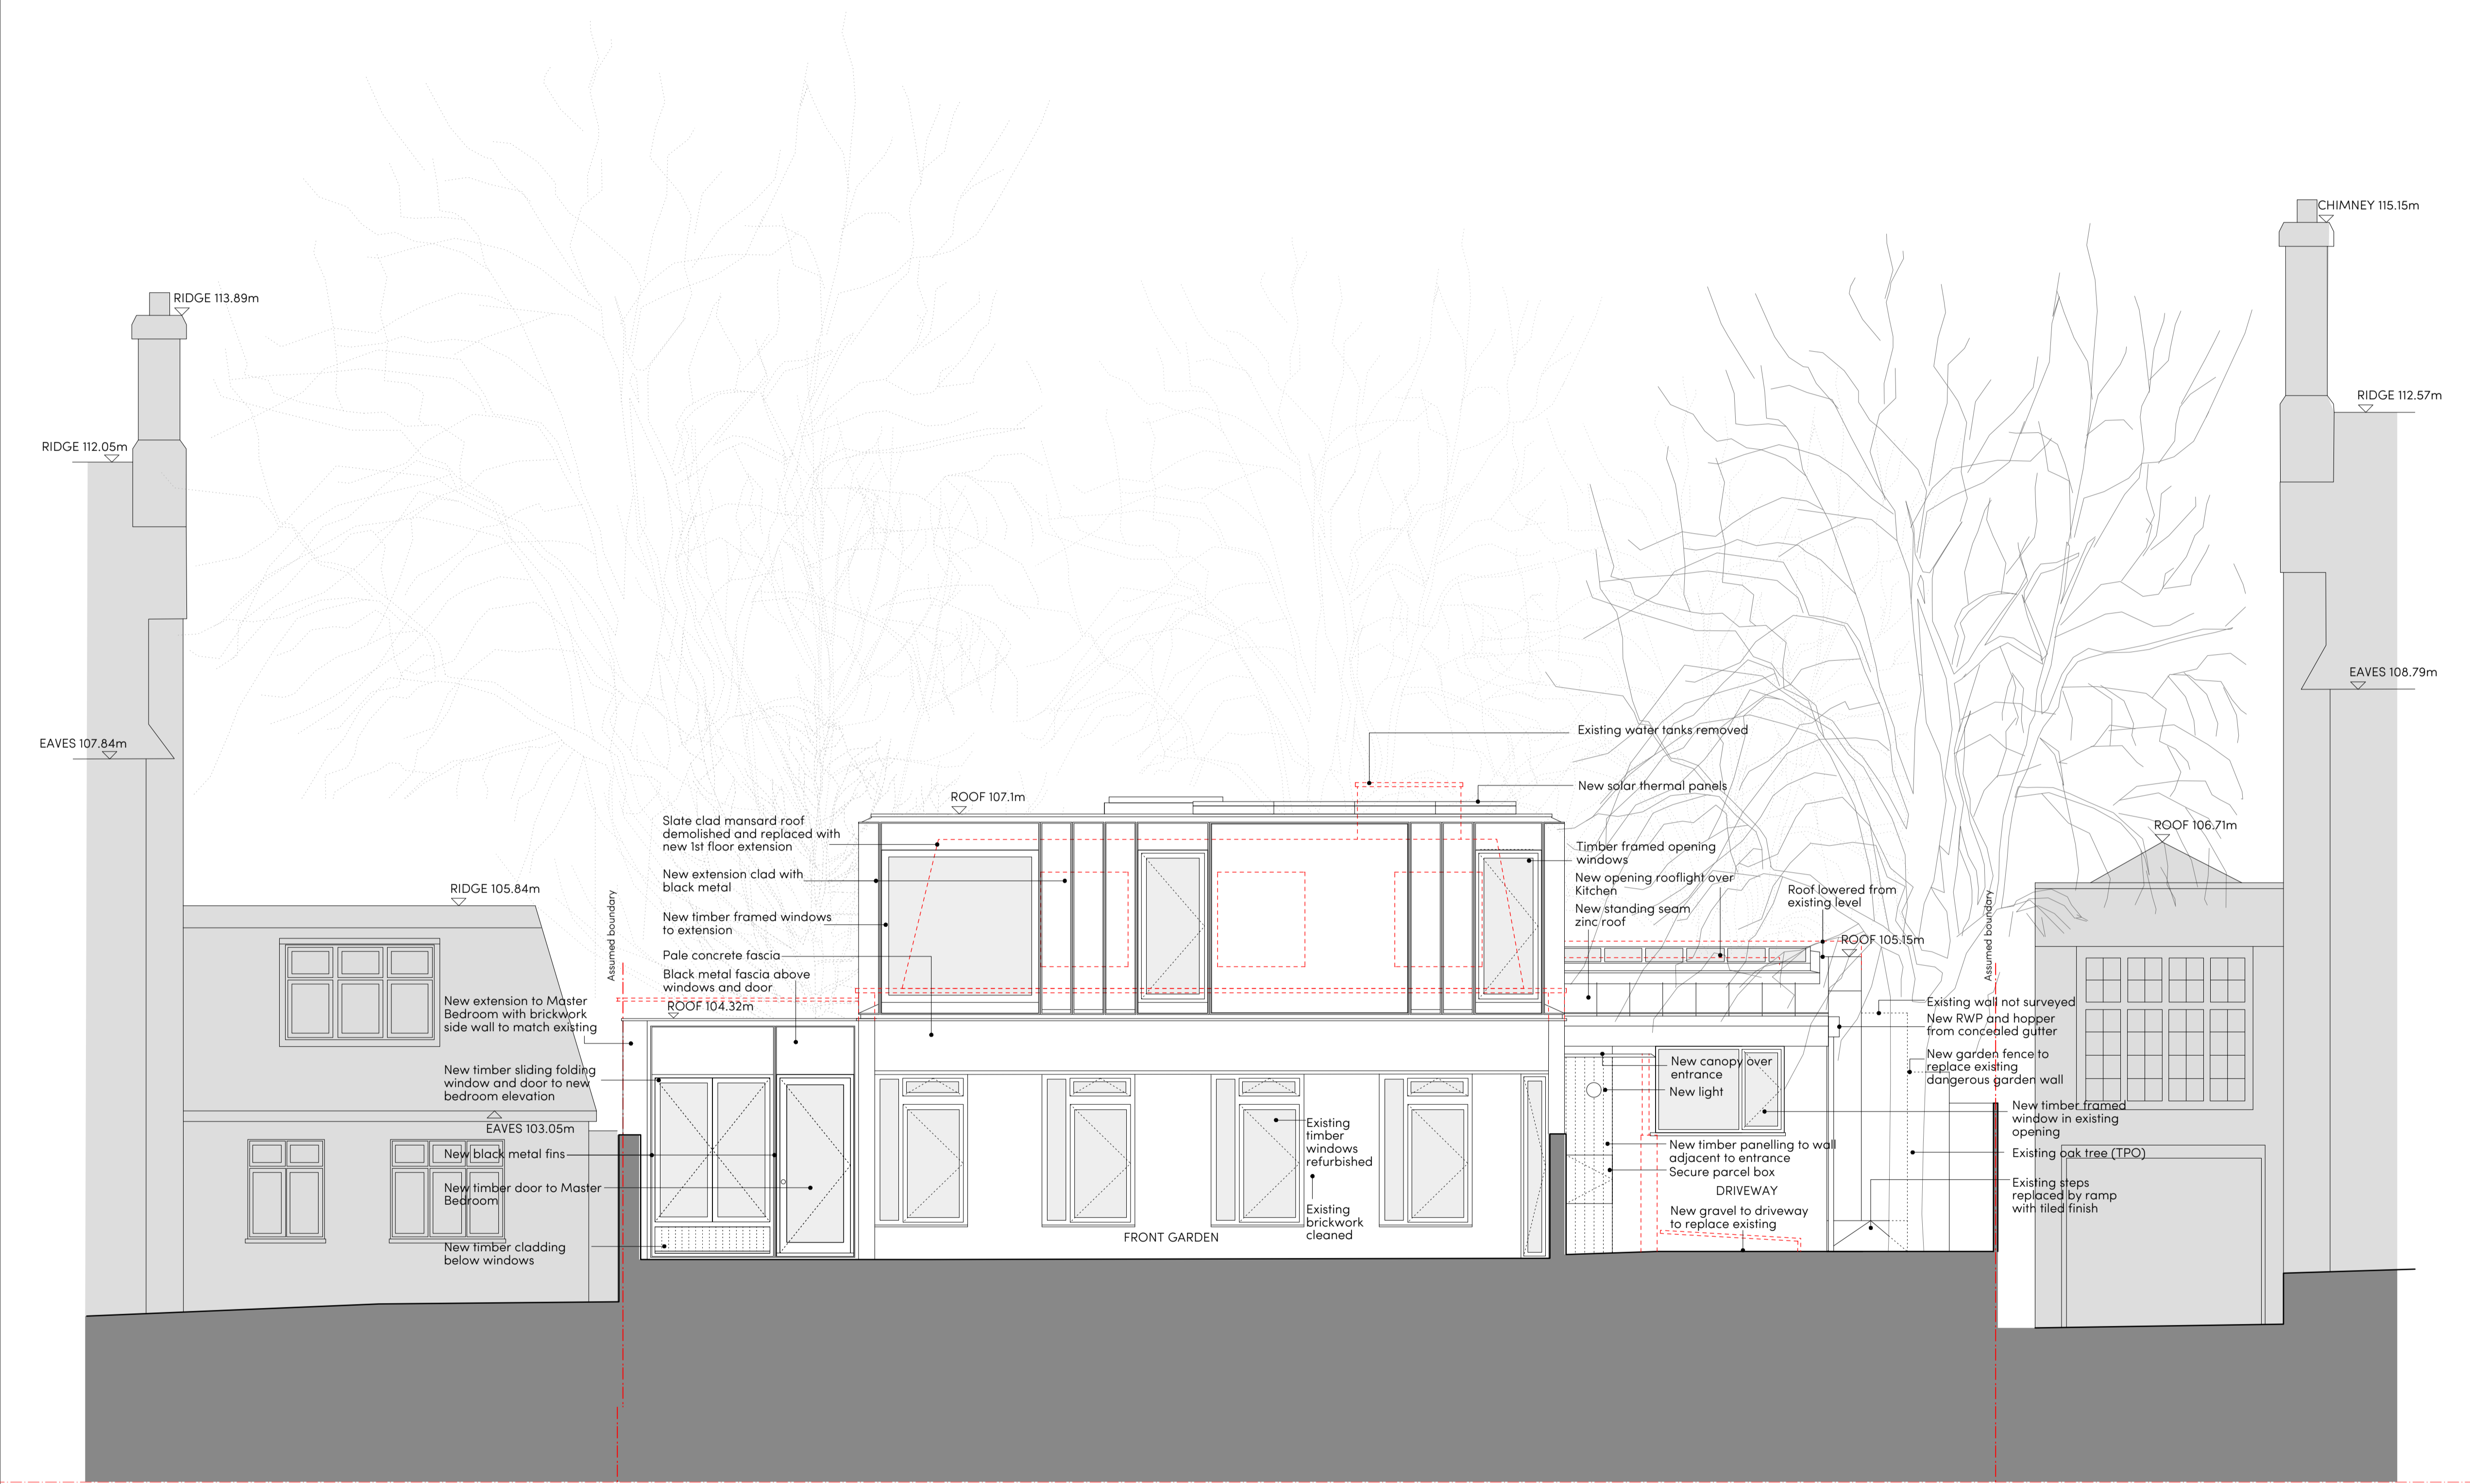 CHIMNEY 115.15m
RIDGE 113.89m
RIDGE 112.57m
RIDGE 112.05m
EAVES 108.79m
EAVES 107.84m
Existing water tanks removed
New solar thermal panels
ROOF 107.1m
Slate clad mansard roof
demolished and replaced with
new 1st floor extension
New extension clad with
black metal
New timber framed windows
to extension
Pale concrete fascia
Black metal fascia above
windows and door
ROOF 104.32m
Timber framed opening
windows
New opening rooflight over
Kitchen
New standing seam
zinc roof
Roof lowered from
existing level
ROOF 105.15m
ROOF 106.71m
RIDGE 105.84m
Assumed boundary
Assumed boundary
New extension to Master
Bedroom with brickwork
side wall to match existing
New timber sliding folding
window and door to new
bedroom elevation
EAVES 103.05m
New black metal fins
New timber door to Master
Bedroom
New timber cladding
below windows
Existing
timber
windows
refurbished
Existing
brickwork
cleaned
FRONT GARDEN
New canopy over
entrance
New light
New timber panelling to wall
adjacent to entrance
Secure parcel box
DRIVEWAY
New gravel to driveway
to replace existing
Existing wall not surveyed
New RWP and hopper
from concealed gutter
New garden fence to
replace existing
dangerous garden wall
New timber framed
window in existing
opening
Existing oak tree (TPO)
Existing steps
replaced by ramp
with tiled finish